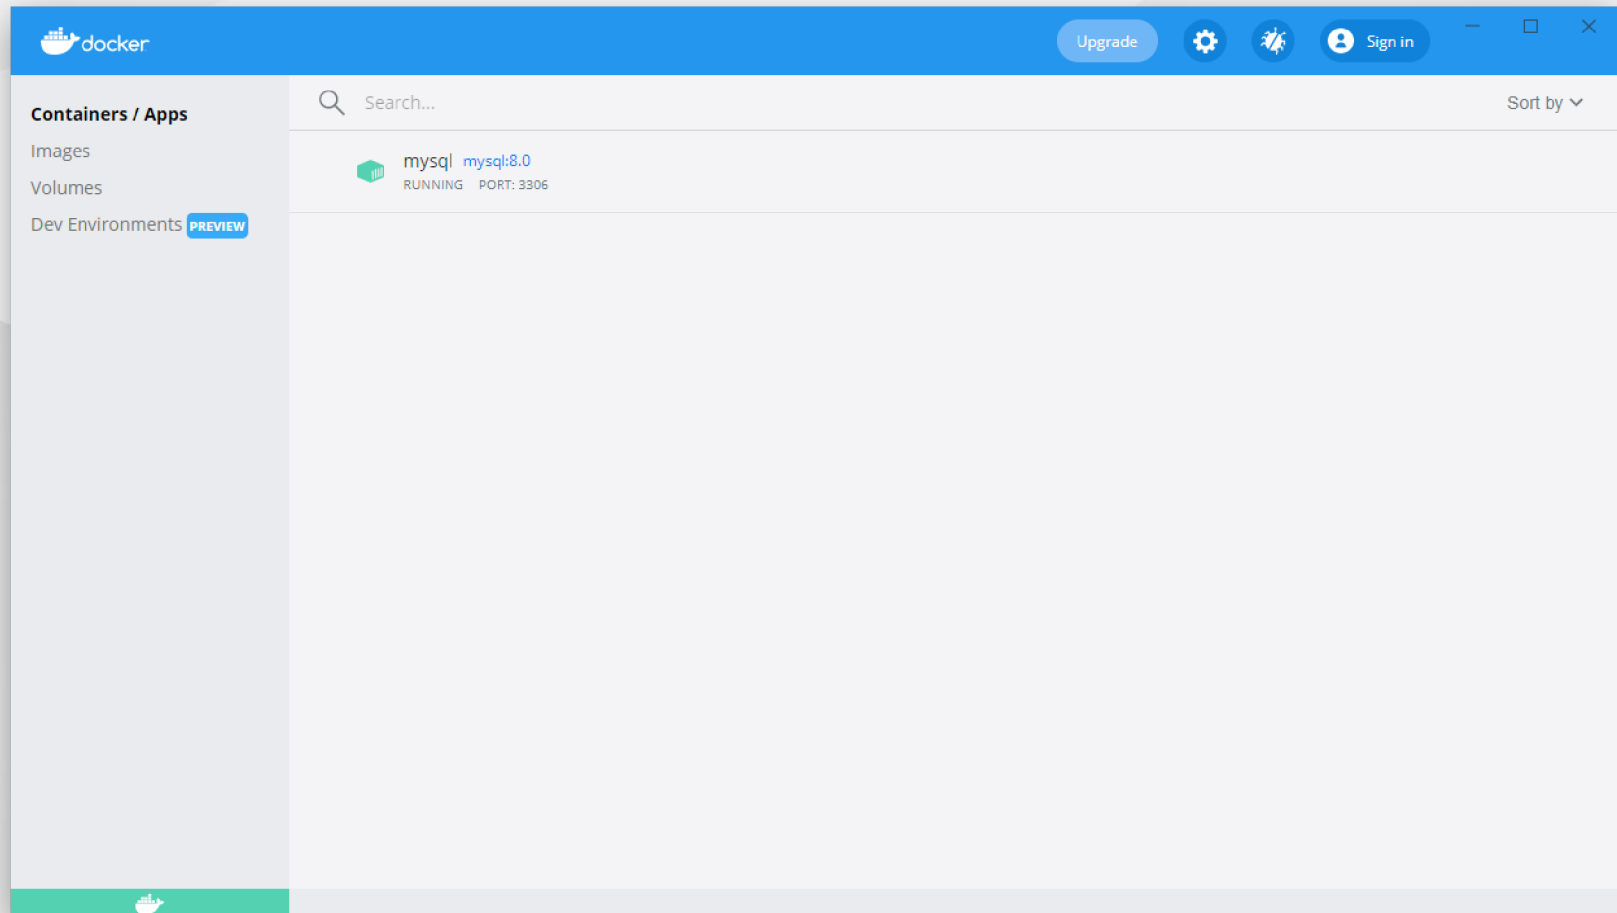 docker
Upgrade
Sign in
Containers / Apps
Images
Volumes
Dev Environments PREVIEW
Search...
Sort by
mysql mysql:8.0
RUNNING PORT: 3306